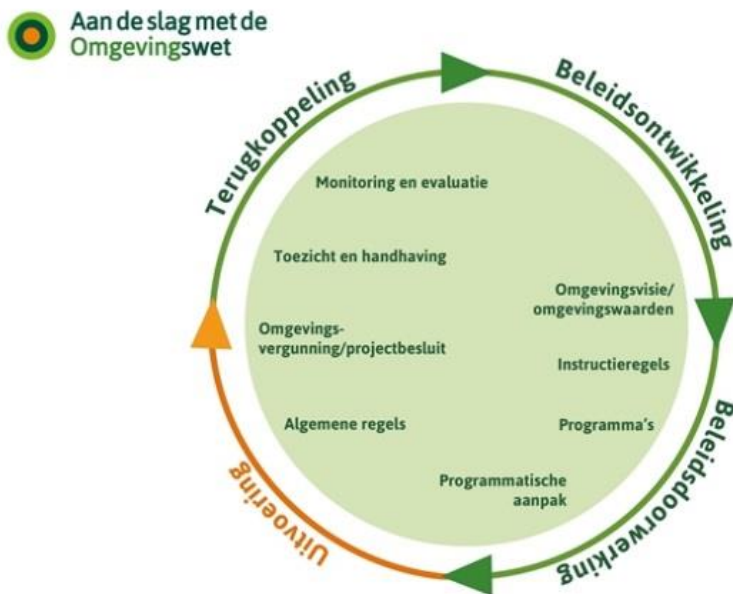 Aan de slag met de
Omgevingswet
Terugkoppeling
Beleidsontwikkeling
Monitoring en evaluatie
Toezicht en handhaving
Omgevingsvisie/
omgevingswaarden
Omgevings-
vergunning/projectbesluit
Instructieregels
Algemene regels
Programma's
Programmatische
aanpak
Uitvoering
Beleidsdoorwerking